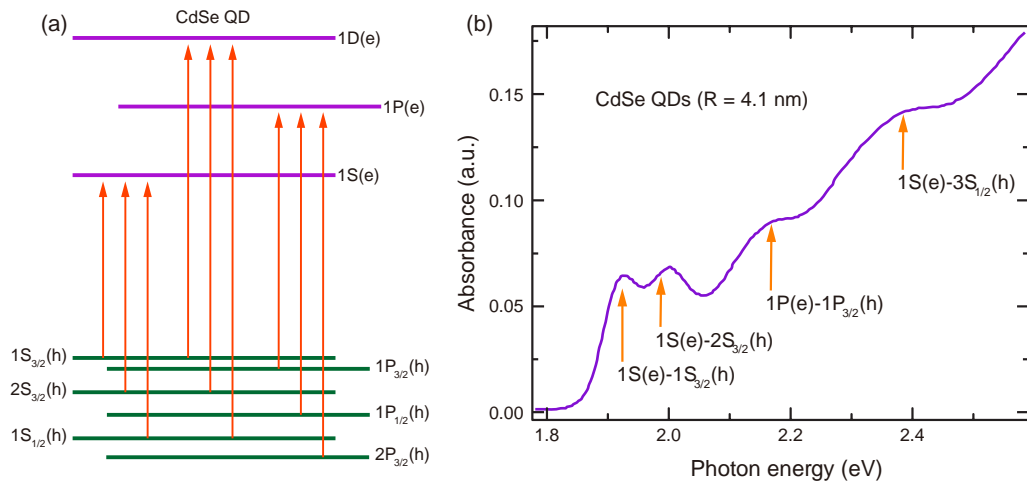 (a)
CdSe QD
1D(e)
1P(e)
1S(e)
1S3/2(h)
1P3/2(h)
2S3/2(h)
1P1/2(h)
1S1/2(h)
2P3/2(h)
(b)
Absorbance (a.u.)
0.15
0.10
0.05
0.00
CdSe QDs (R = 4.1 nm)
1S(e)-3S1/2(h)
1P(e)-1P3/2(h)
1S(e)-2S3/2(h)
1S(e)-1S3/2(h)
1.8 2.0 2.2 2.4
Photon energy (eV)